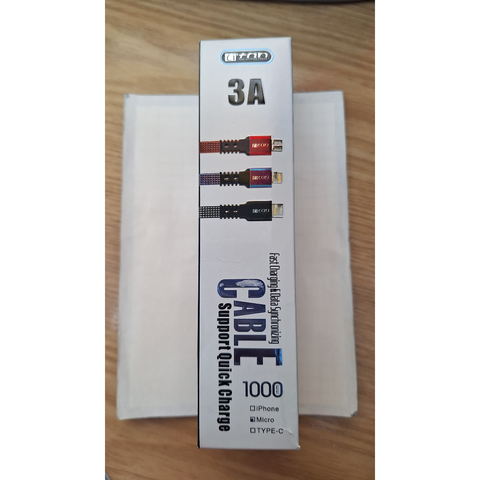 3A
Fast Charging & Data Synchronizing
CABLE
Support Quick Charge
1000
iPhone
Micro
TYPE-C